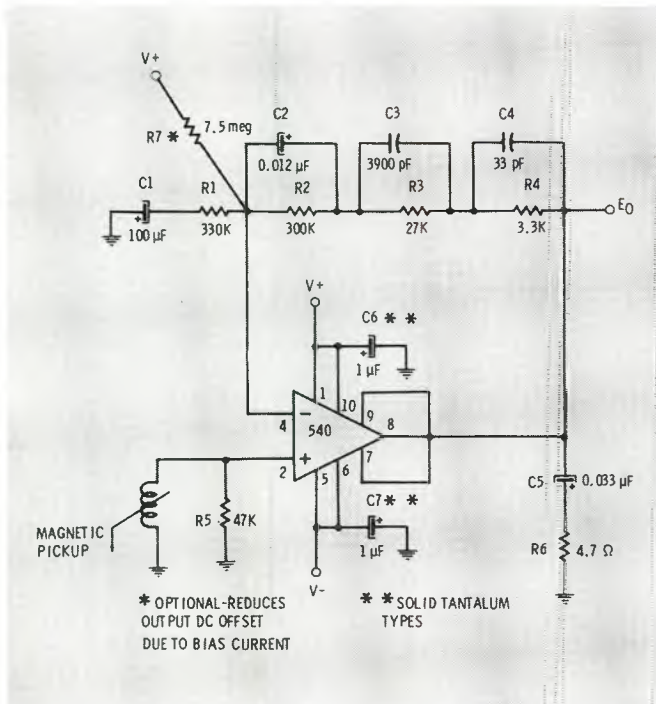 V+
C2
C3
C4
R7 *
7.5 meg
0.012 µF
3900 pF
33 pF
C1
R1
R2
R3
R4
E0
100 µF
+
330K
300K
27K
3.3K
V+
C6 * *
+
1 µF
1
10
9
4
−
540
8
2
+
7
5
6
C5
0.033 µF
+
MAGNETIC
PICKUP
R5
47K
C7 * *
+
1 µF
R6
4.7 Ω
V-
* OPTIONAL-REDUCES
OUTPUT DC OFFSET
DUE TO BIAS CURRENT
* * SOLID TANTALUM
TYPES